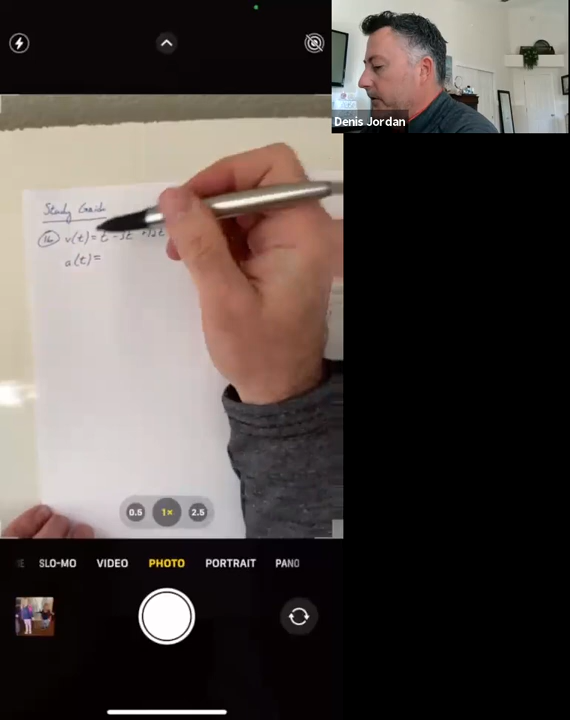 Denis Jordan
Study Guide
16 v(t) = t - 3t + 12t
a(t) =
0.5 1× 2.5
SLO-MO VIDEO PHOTO PORTRAIT PANO